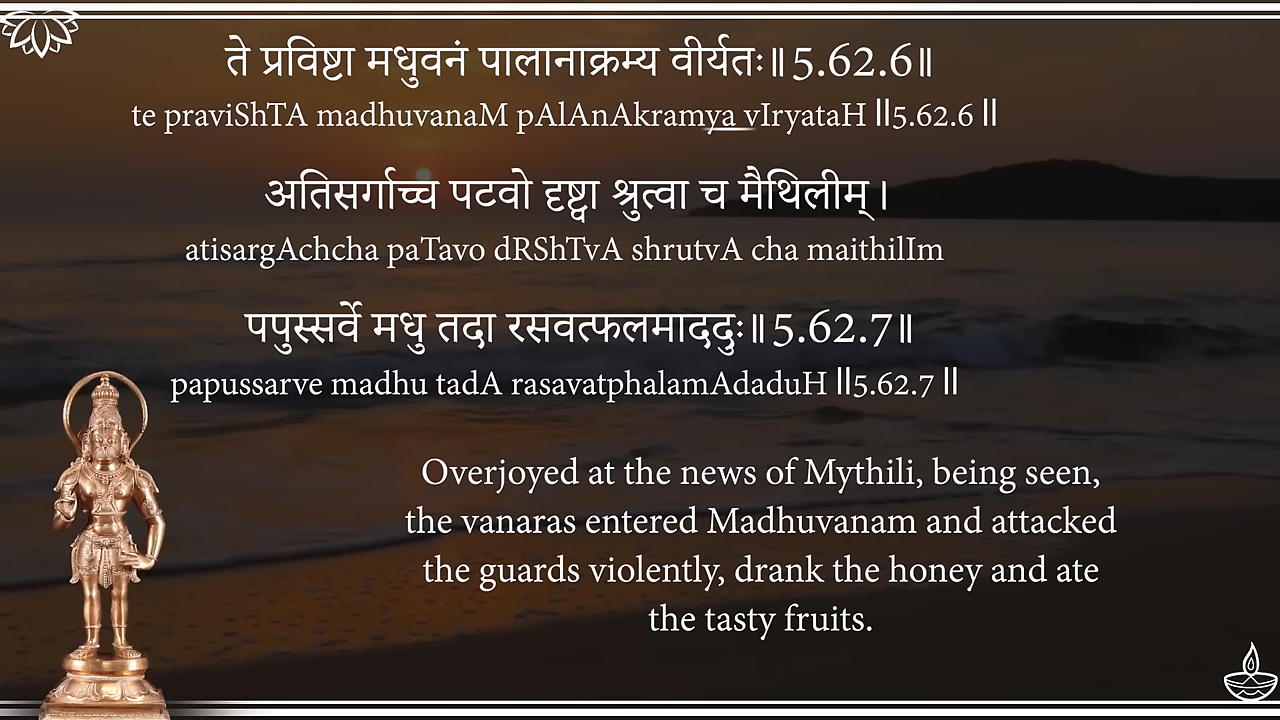 ते प्रविष्टा मधुवनं पालानाक्रम्य वीर्यतः॥5.62.6॥
te praviShTA madhuvanaM pAlAnAkramya vIryataH ||5.62.6 ||
अतिसर्गाच्च पटवो दृष्ट्वा श्रुत्वा च मैथिलीम्।
atisargAchcha paTavo dRShTvA shrutvA cha maithilIm
पपुस्सर्वे मधु तदा रसवत्फलमाददुः॥5.62.7॥
papussarve madhu tadA rasavatphalamAdaduH ||5.62.7 ||
Overjoyed at the news of Mythili, being seen,
the vanaras entered Madhuvanam and attacked
the guards violently, drank the honey and ate
the tasty fruits.